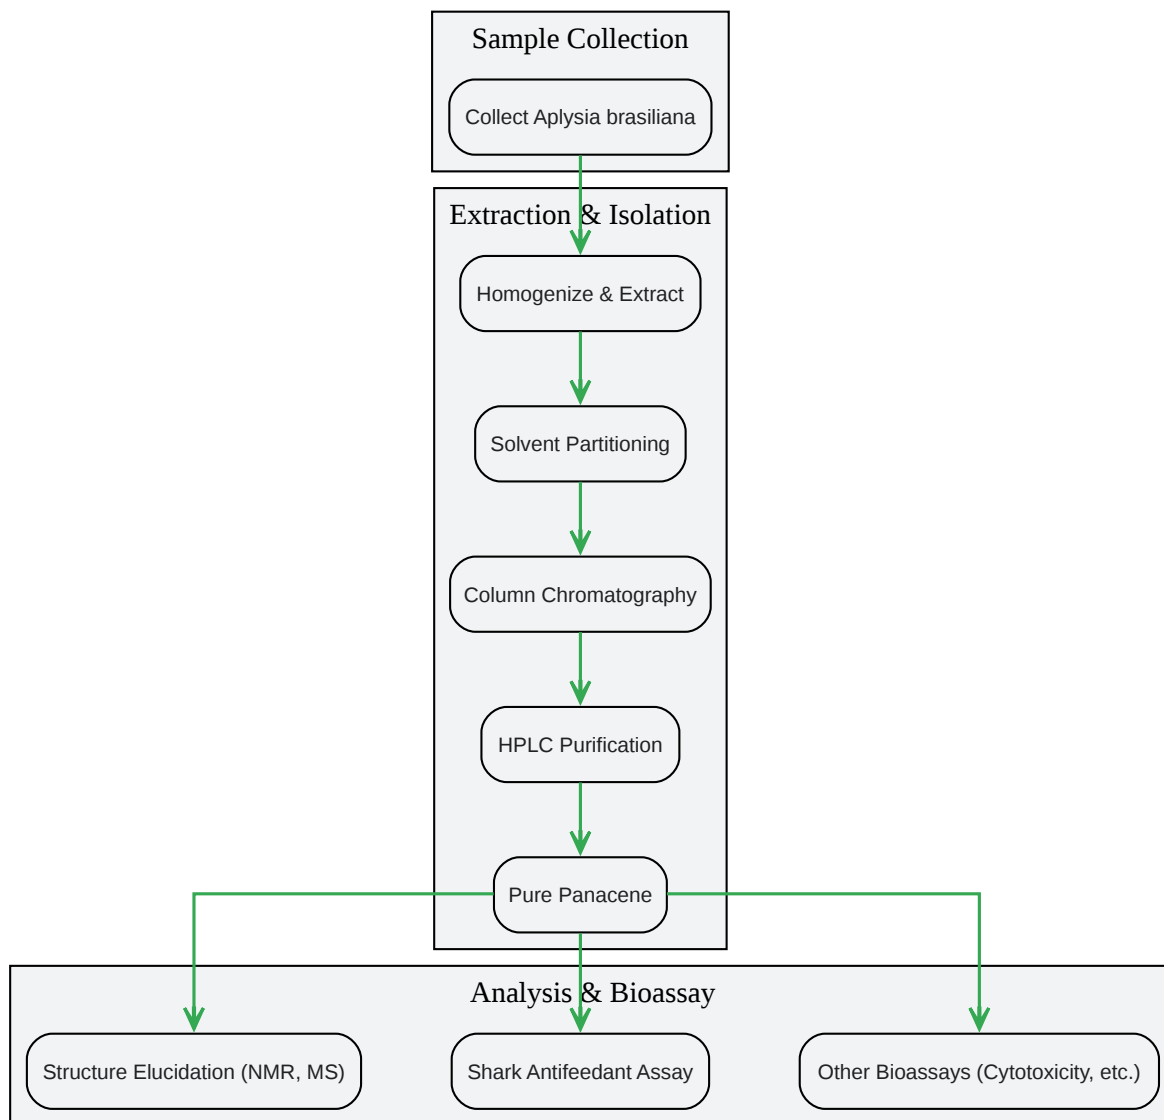 Sample Collection
Collect Aplysia brasiliana
Extraction & Isolation
Homogenize & Extract
Solvent Partitioning
Column Chromatography
HPLC Purification
Pure Panacene
Analysis & Bioassay
Structure Elucidation (NMR, MS)
Shark Antifeedant Assay
Other Bioassays (Cytotoxicity, etc.)